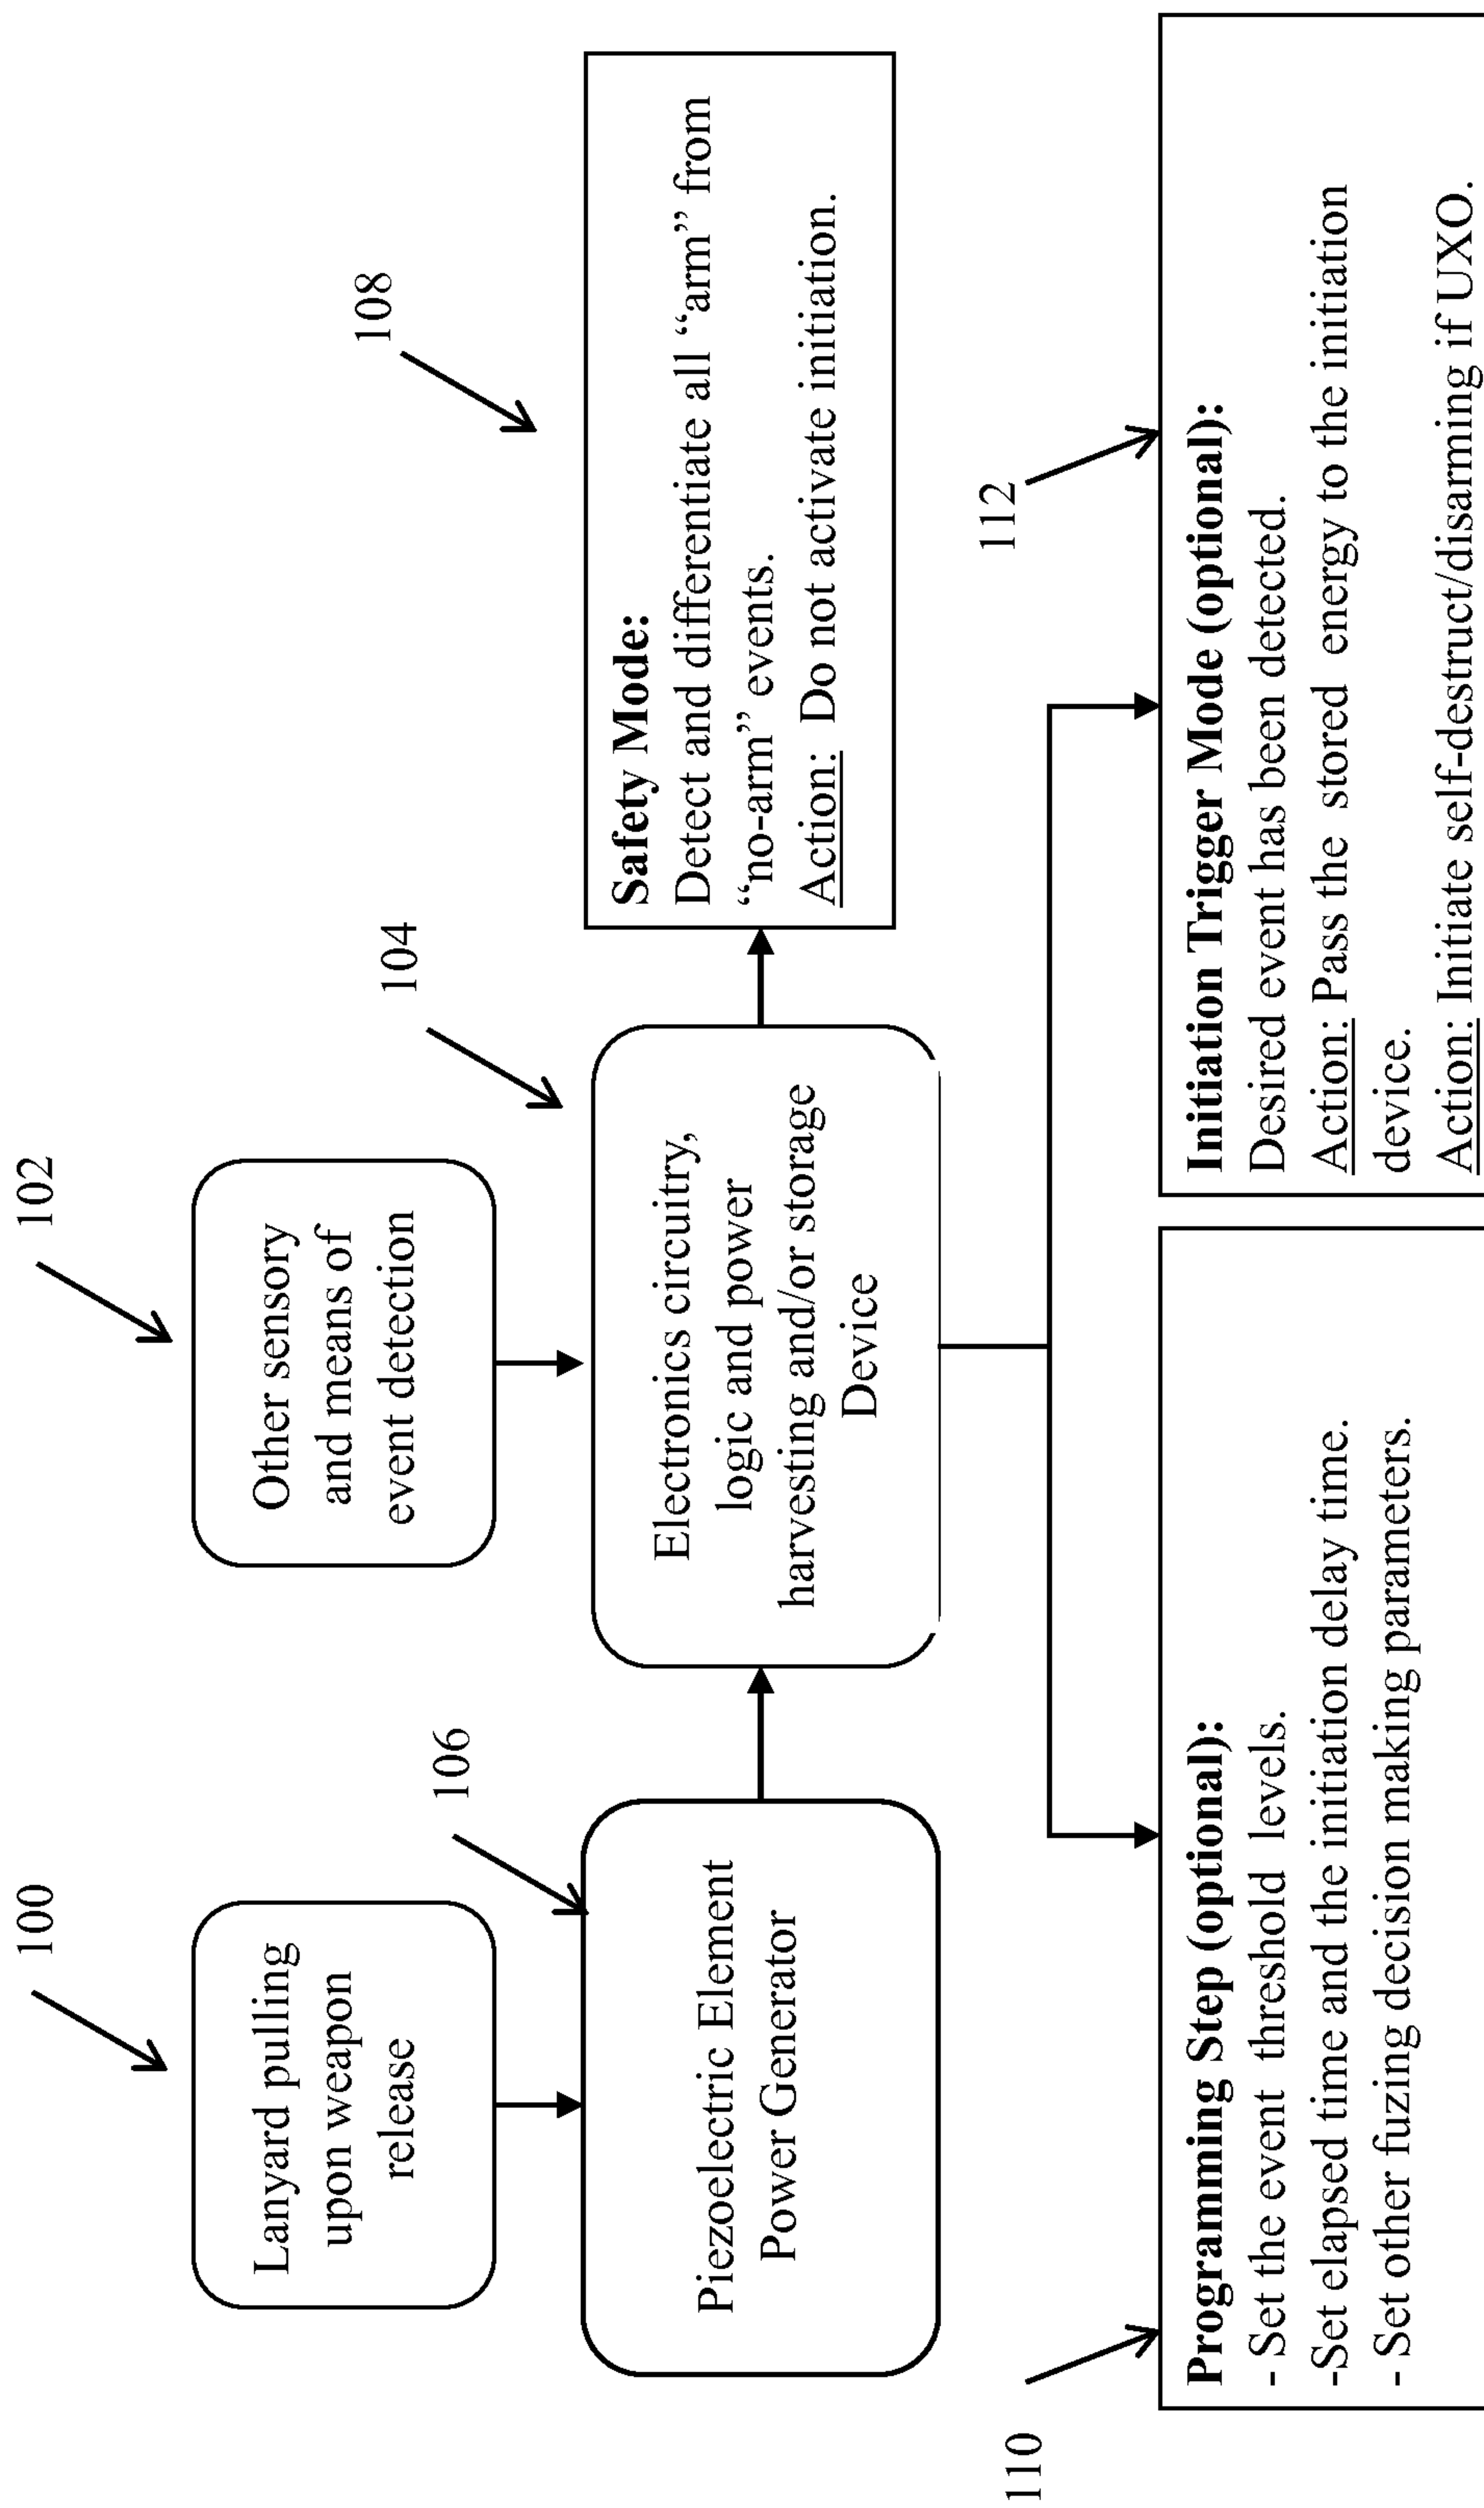 100
Lanyard pulling
upon weapon
release
102
Other sensory
and means of
event detection
106
Piezoelectric Element
Power Generator
104
Electronics circuitry,
logic and power
harvesting and/or storage
Device
108
Safety Mode:
Detect and differentiate all “arm” from
“no-arm” events.
Action: Do not activate initiation.
110
Programming Step (optional):
- Set the event threshold levels.
-Set elapsed time and the initiation delay time.
- Set other fuzing decision making parameters.
112
Initiation Trigger Mode (optional):
Desired event has been detected.
Action: Pass the stored energy to the initiation
device.
Action: Initiate self-destruct/disarming if UXO.